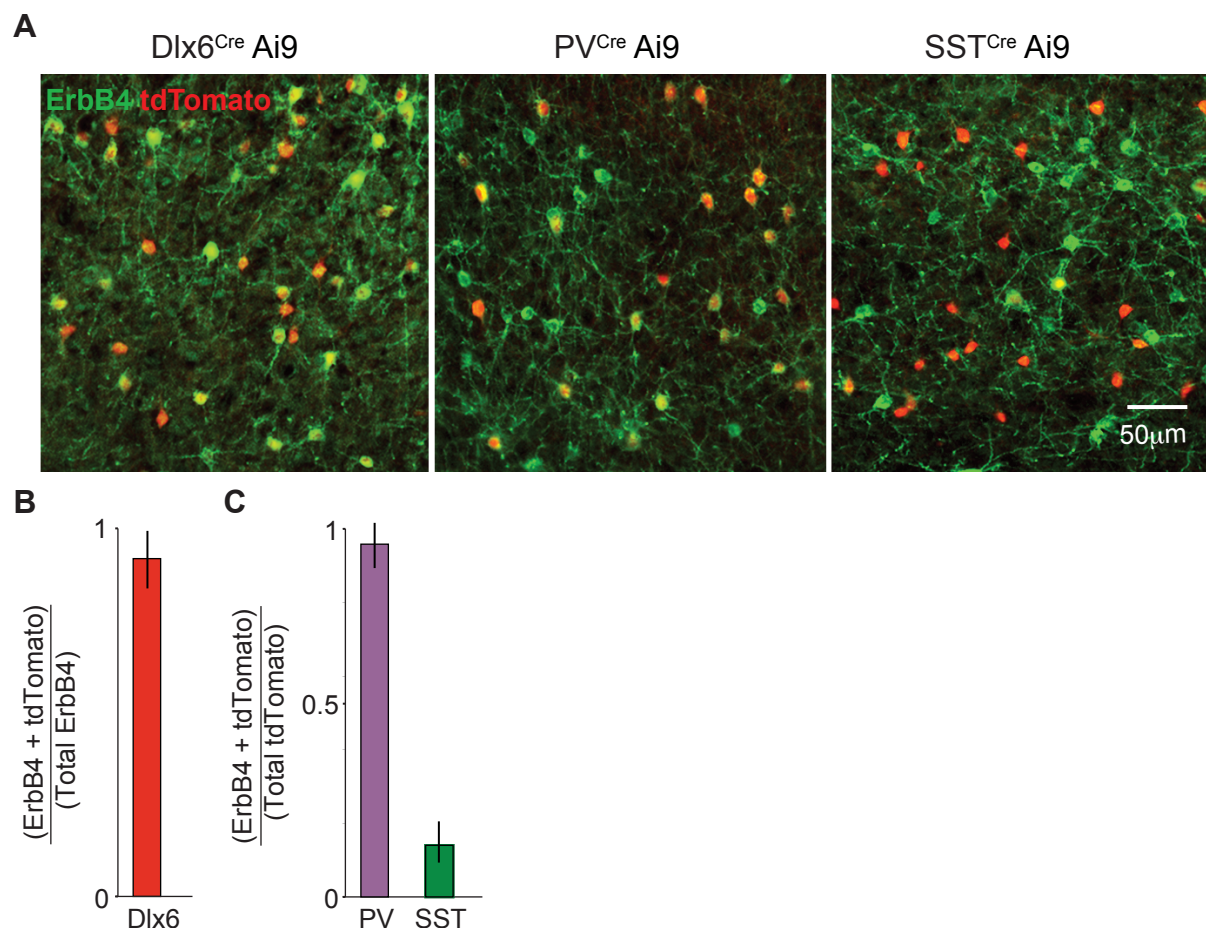 A
Dlx6Cre Ai9
PVCre Ai9
SSTCre Ai9
ErbB4 tdTomato
50μm
B
1
(ErbB4 + tdTomato)
(Total ErbB4)
0
Dlx6
C
1
(ErbB4 + tdTomato)
(Total tdTomato)
0.5
0
PV
SST